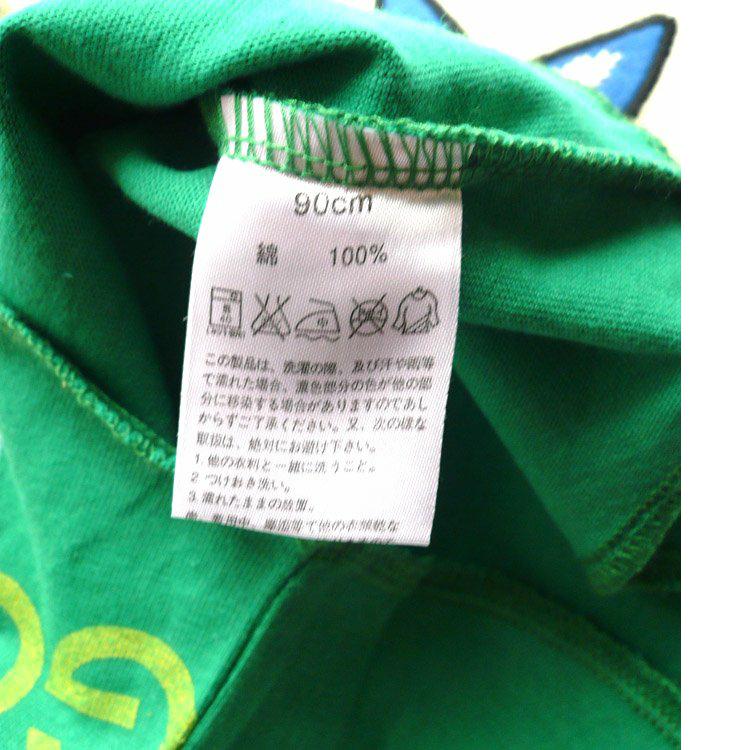 90cm
綿 100%
中
この製品は、洗濯の際、及び汗や雨等
で濡れた場合、濃色部分の色が他の部
分に移染する場合がありますのであし
からずご了承ください。又、次の様な
取扱は、絶対にお避け下さい。
1. 他の衣料と一緒に洗うこと。
2 つけおき洗い。
3. 濡れたままの放置。